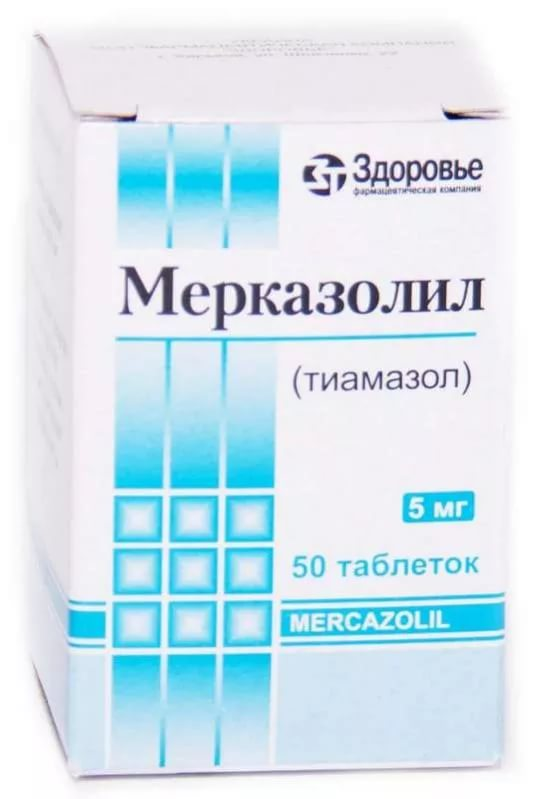 Здоровье
фармацевтическая компания
Мерказолил
(тиамазол)
5 мг
50 таблеток
MERCAZOLIL